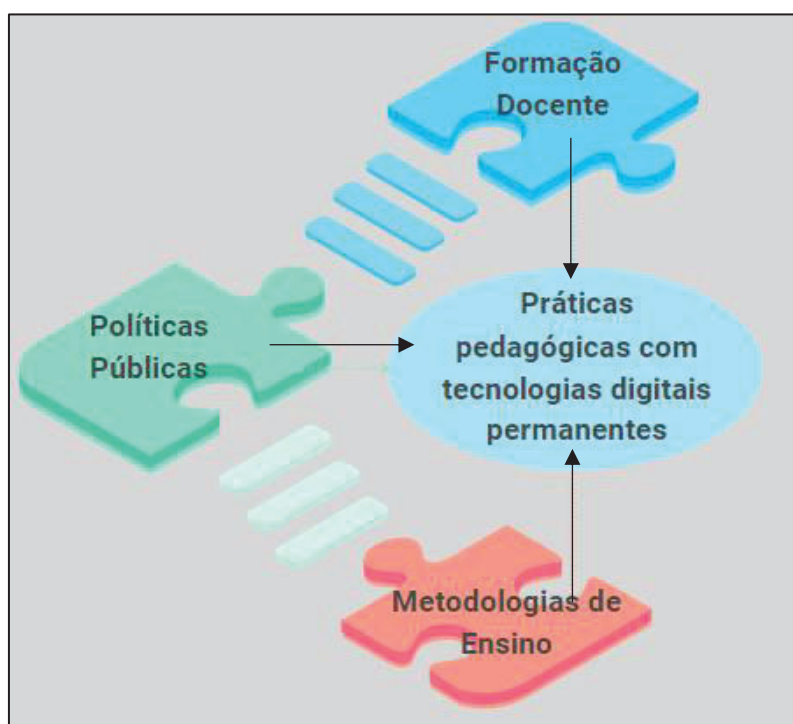 Formação
Docente
Políticas
Públicas
Práticas
pedagógicas com
tecnologias digitais
permanentes
Metodologias de
Ensino